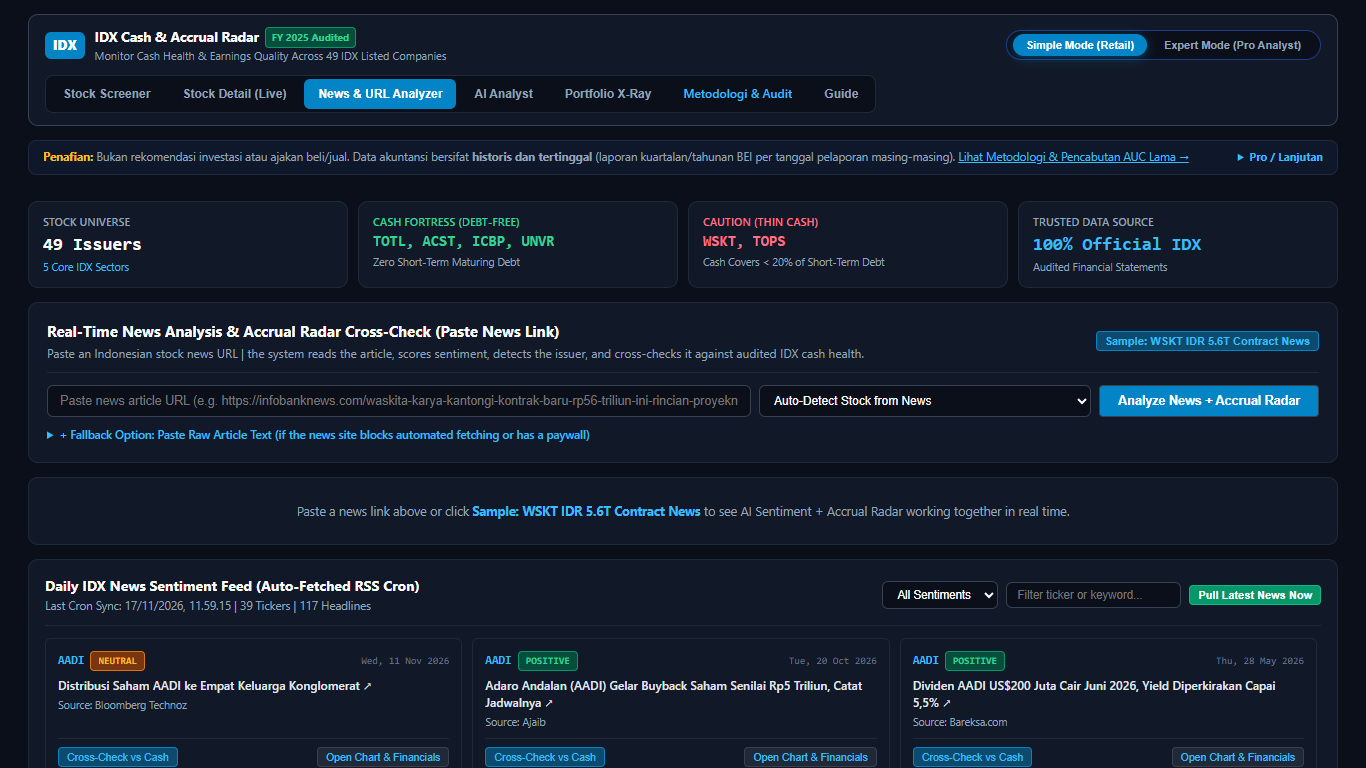 IDX
IDX Cash & Accrual Radar FY 2025 Audited
Monitor Cash Health & Earnings Quality Across 49 IDX Listed Companies
Simple Mode (Retail) Expert Mode (Pro Analyst)
Stock Screener Stock Detail (Live) News & URL Analyzer AI Analyst Portfolio X-Ray Metodologi & Audit Guide
Penafian: Bukan rekomendasi investasi atau ajakan beli/jual. Data akuntansi bersifat historis dan tertinggal (laporan kuartalan/tahunan BEI per tanggal pelaporan masing-masing). Lihat Metodologi & Pencabutan AUC Lama → ▶ Pro / Lanjutan
STOCK UNIVERSE
49 Issuers
5 Core IDX Sectors
CASH FORTRESS (DEBT-FREE)
TOTL, ACST, ICBP, UNVR
Zero Short-Term Maturing Debt
CAUTION (THIN CASH)
WSKT, TOPS
Cash Covers < 20% of Short-Term Debt
TRUSTED DATA SOURCE
100% Official IDX
Audited Financial Statements
Real-Time News Analysis & Accrual Radar Cross-Check (Paste News Link)
Paste an Indonesian stock news URL | the system reads the article, scores sentiment, detects the issuer, and cross-checks it against audited IDX cash health.
Sample: WSKT IDR 5.6T Contract News
Paste news article URL (e.g. https://infobanknews.com/waskita-karya-kantongi-kontrak-baru-rp56-triliun-ini-rincian-proyekn
Auto-Detect Stock from News
Analyze News + Accrual Radar
▶ + Fallback Option: Paste Raw Article Text (if the news site blocks automated fetching or has a paywall)
Paste a news link above or click Sample: WSKT IDR 5.6T Contract News to see AI Sentiment + Accrual Radar working together in real time.
Daily IDX News Sentiment Feed (Auto-Fetched RSS Cron)
Last Cron Sync: 17/11/2026, 11.59.15 | 39 Tickers | 117 Headlines
All Sentiments Filter ticker or keyword... Pull Latest News Now
AADI NEUTRAL Wed, 11 Nov 2026
Distribusi Saham AADI ke Empat Keluarga Konglomerat ↗
Source: Bloomberg Technoz
Cross-Check vs Cash Open Chart & Financials
AADI POSITIVE Tue, 20 Oct 2026
Adaro Andalan (AADI) Gelar Buyback Saham Senilai Rp5 Triliun, Catat
Jadwalnya ↗
Source: Ajaib
Cross-Check vs Cash Open Chart & Financials
AADI POSITIVE Thu, 28 May 2026
Dividen AADI US$200 Juta Cair Juni 2026, Yield Diperkirakan Capai
5,5% ↗
Source: Bareksa.com
Cross-Check vs Cash Open Chart & Financials